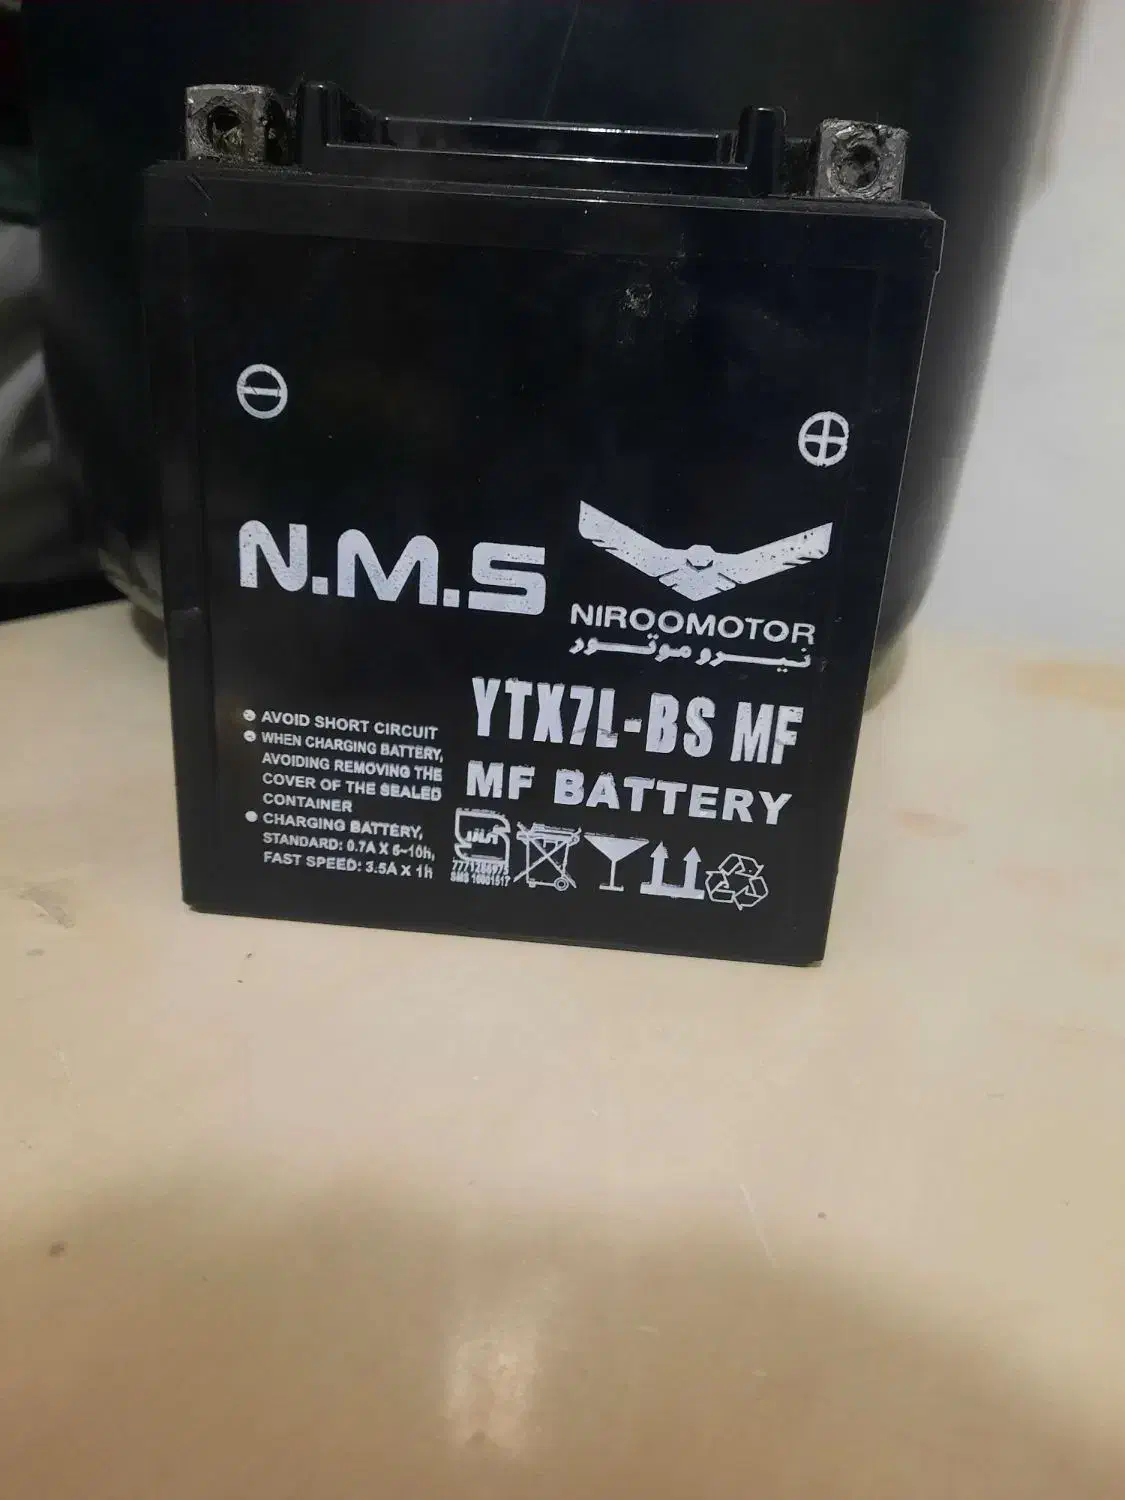 N.M.S
NIROOMOTOR
نیرو موتور
YTX7L-BS MF
MF BATTERY
AVOID SHORT CIRCUIT
WHEN CHARGING BATTERY,
AVOIDING REMOVING THE
COVER OF THE SEALED
CONTAINER
CHARGING BATTERY,
STANDARD: 0.7A X 5~10h,
FAST SPEED: 3.5A X 1h